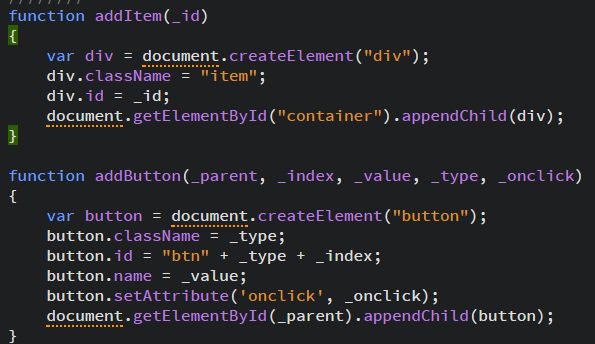 ////////
function addItem(_id)
{
    var div = document.createElement("div");
    div.className = "item";
    div.id = _id;
    document.getElementById("container").appendChild(div);
}

function addButton(_parent, _index, _value, _type, _onclick)
{
    var button = document.createElement("button");
    button.className = _type;
    button.id = "btn" + _type + _index;
    button.name = _value;
    button.setAttribute('onclick', _onclick);
    document.getElementById(_parent).appendChild(button);
}